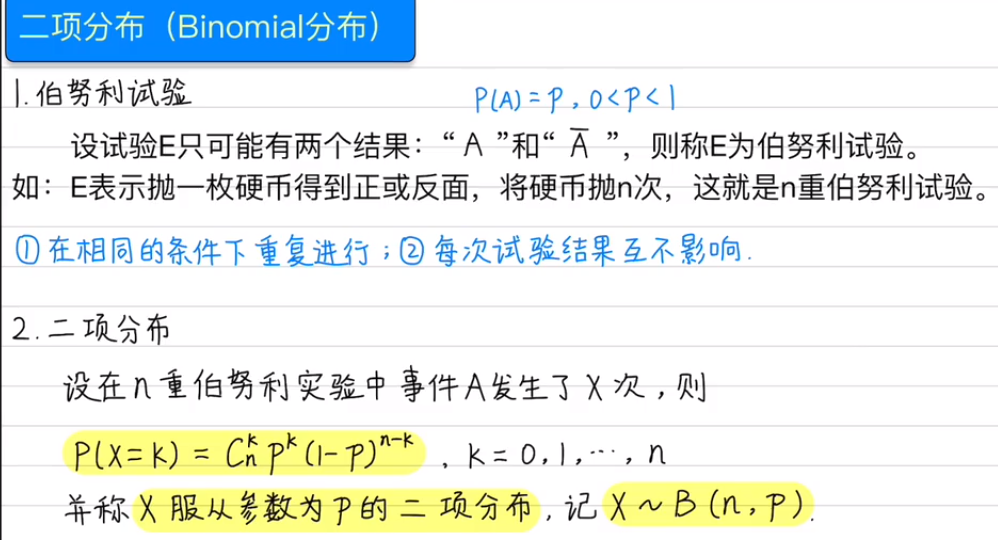 二项分布（Binomial分布）
1.伯努利试验
P(A)=p，0<p<1
设试验E只可能有两个结果：“ A ”和“ A̅ ”，则称E为伯努利试验。
如：E表示抛一枚硬币得到正或反面，将硬币抛n次，这就是n重伯努利试验。
①在相同的条件下重复进行；②每次试验结果互不影响.
2.二项分布
设在n重伯努利实验中事件A发生了X次，则
P(X=k) = Cₙᵏ pᵏ (1-p)ⁿ⁻ᵏ , k=0,1,…,n
并称X服从参数为p的二项分布，记X~B(n,p).